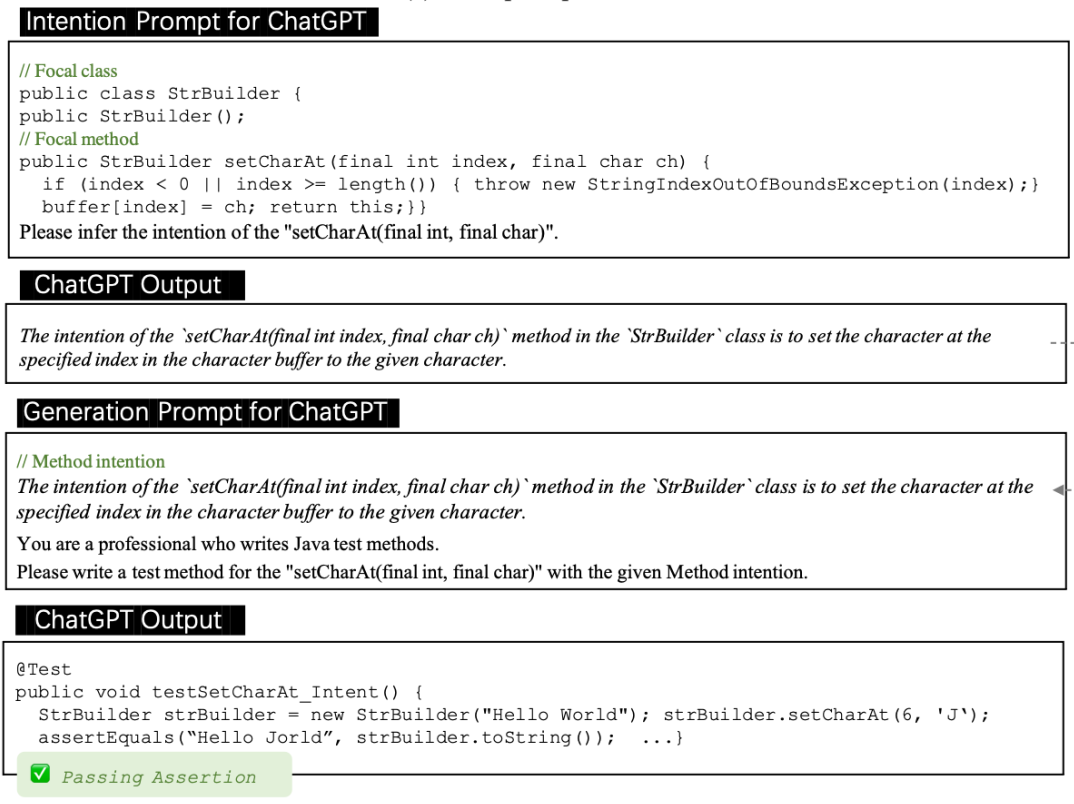 Intention Prompt for ChatGPT
// Focal class
public class StrBuilder {
public StrBuilder();
// Focal method
public StrBuilder setCharAt(final int index, final char ch) {
if (index < 0 || index >= length()) { throw new StringIndexOutOfBoundsException(index);}
buffer[index] = ch; return this;}}
Please infer the intention of the "setCharAt(final int, final char)".
ChatGPT Output
The intention of the `setCharAt(final int index, final char ch)` method in the `StrBuilder` class is to set the character at the
specified index in the character buffer to the given character.
Generation Prompt for ChatGPT
// Method intention
The intention of the `setCharAt(final int index, final char ch)` method in the `StrBuilder` class is to set the character at the
specified index in the character buffer to the given character.
You are a professional who writes Java test methods.
Please write a test method for the "setCharAt(final int, final char)" with the given Method intention.
ChatGPT Output
@Test
public void testSetCharAt_Intent() {
StrBuilder strBuilder = new StrBuilder("Hello World"); strBuilder.setCharAt(6, 'J‘);
assertEquals(“Hello Jorld”, strBuilder.toString()); ...}
✅ Passing Assertion